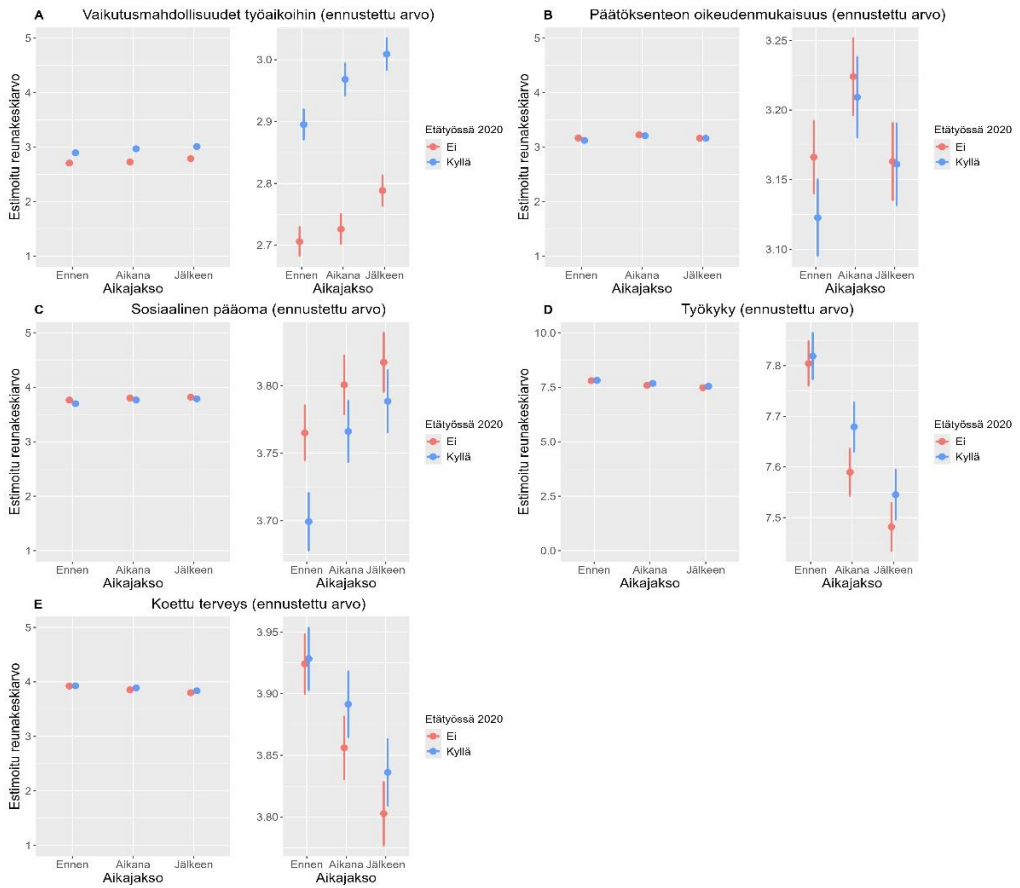 A Vaikutusmahdollisuudet työaikoihin (ennustettu arvo)
Estimoitu reunakeskiarvo
5
4
3
2
1
Ennen Aikana Jälkeen
Aikajakso
3.0
2.9
2.8
2.7
Ennen Aikana Jälkeen
Aikajakso
Etätyössä 2020
Ei
Kyllä
B Päätöksenteon oikeudenmukaisuus (ennustettu arvo)
Estimoitu reunakeskiarvo
5
4
3
2
1
Ennen Aikana Jälkeen
Aikajakso
3.25
3.20
3.15
3.10
Ennen Aikana Jälkeen
Aikajakso
Etätyössä 2020
Ei
Kyllä
C Sosiaalinen pääoma (ennustettu arvo)
Estimoitu reunakeskiarvo
5
4
3
2
1
Ennen Aikana Jälkeen
Aikajakso
3.80
3.75
3.70
Ennen Aikana Jälkeen
Aikajakso
Etätyössä 2020
Ei
Kyllä
D Työkyky (ennustettu arvo)
Estimoitu reunakeskiarvo
10.0
7.5
5.0
2.5
0.0
Ennen Aikana Jälkeen
Aikajakso
7.8
7.7
7.6
7.5
Ennen Aikana Jälkeen
Aikajakso
Etätyössä 2020
Ei
Kyllä
E Koettu terveys (ennustettu arvo)
Estimoitu reunakeskiarvo
5
4
3
2
1
Ennen Aikana Jälkeen
Aikajakso
3.95
3.90
3.85
3.80
Ennen Aikana Jälkeen
Aikajakso
Etätyössä 2020
Ei
Kyllä